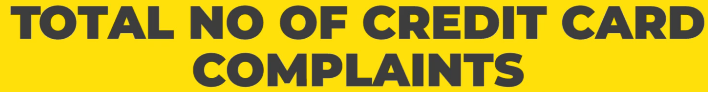 TOTAL NO OF CREDIT CARD
COMPLAINTS